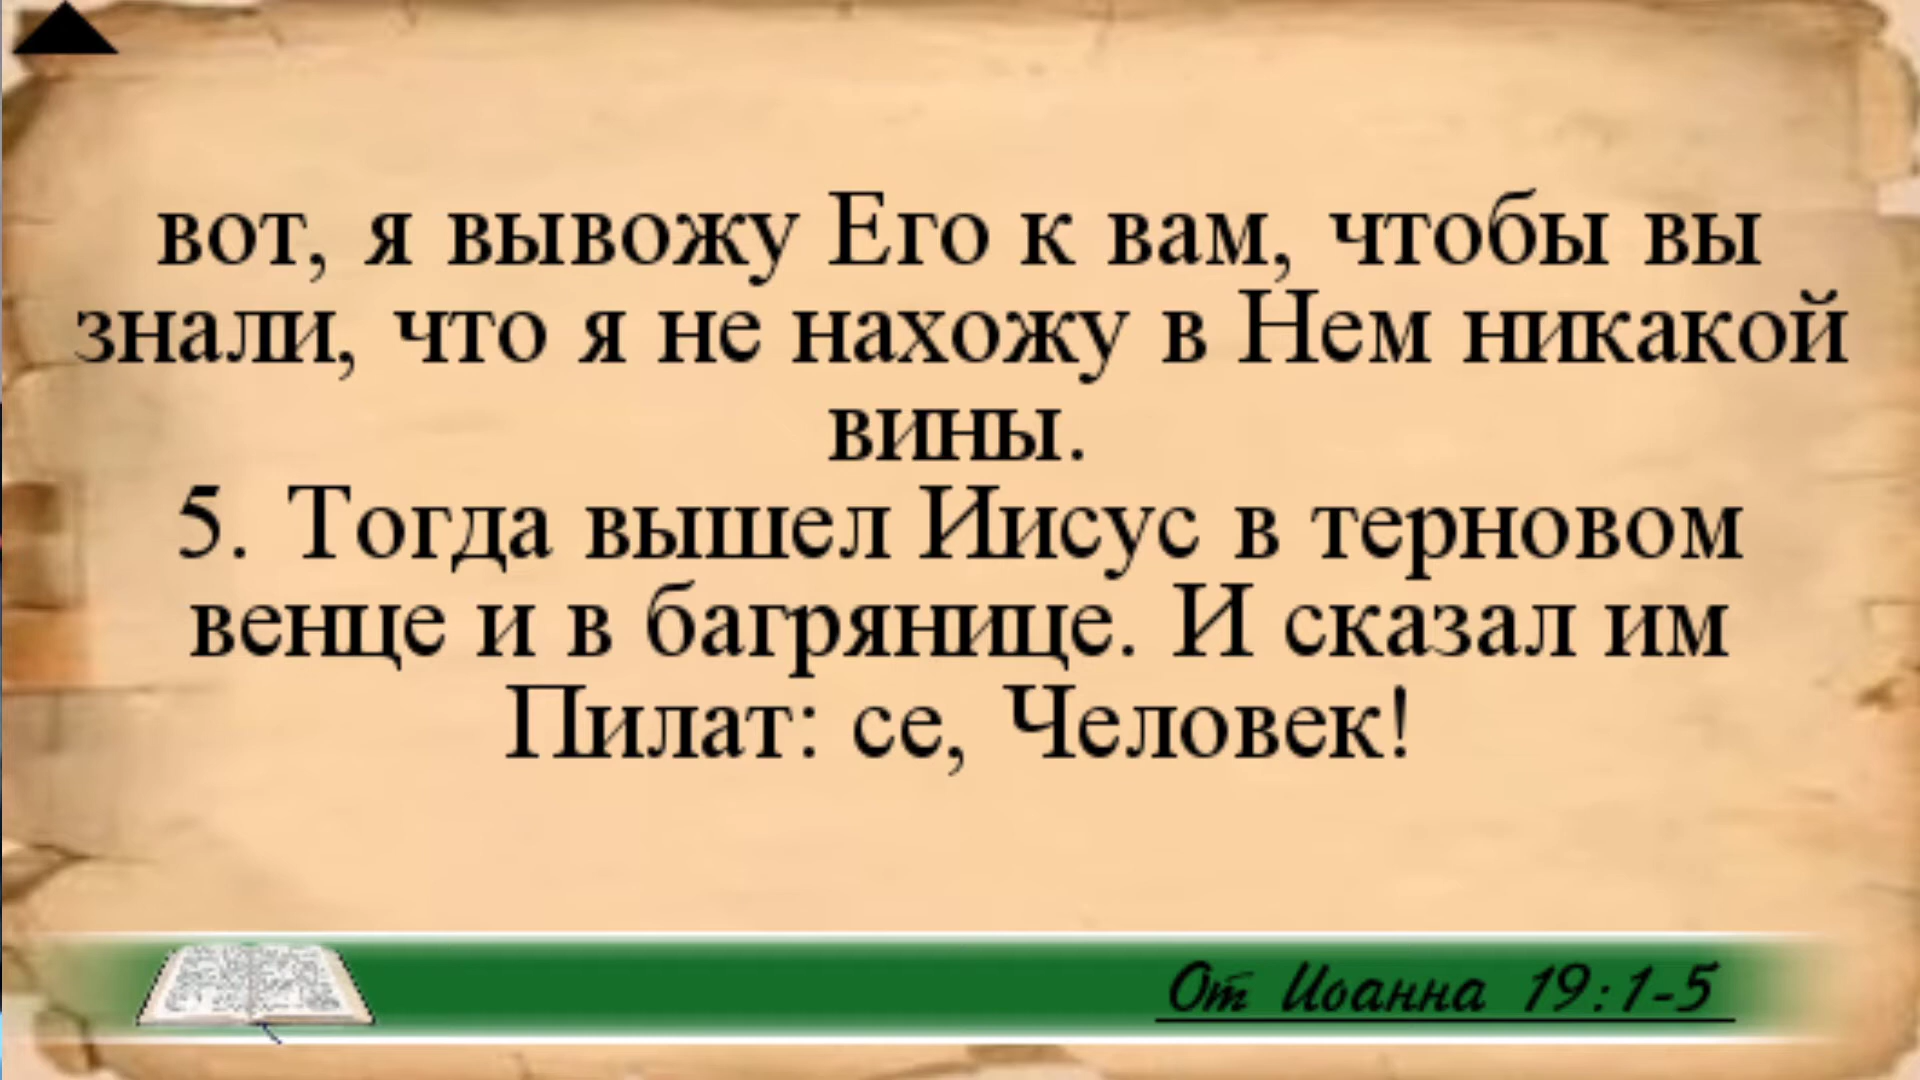 вот, я вывожу Его к вам, чтобы вы
знали, что я не нахожу в Нем никакой
вины.
5. Тогда вышел Иисус в терновом
венце и в багрянице. И сказал им
Пилат: се, Человек!
От Иоанна 19:1-5